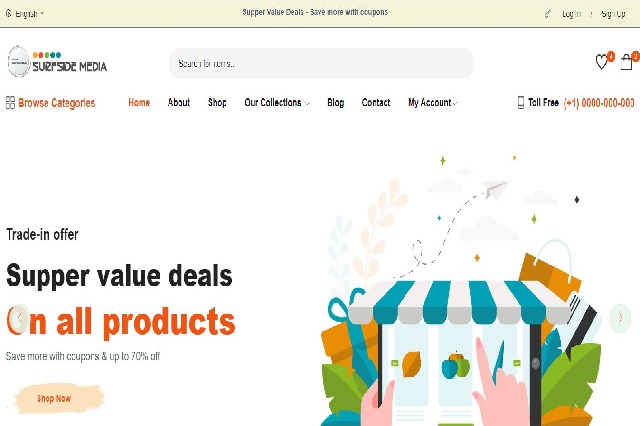 English
Supper Value Deals - Save more with coupons
Log In / Sign Up
SURFSIDE MEDIA
Search for items...
Browse Categories
Home
About
Shop
Our Collections
Blog
Contact
My Account
Toll Free (+1) 0000-000-000
Trade-in offer
Supper value deals
On all products
Save more with coupons & up to 70% off
Shop Now